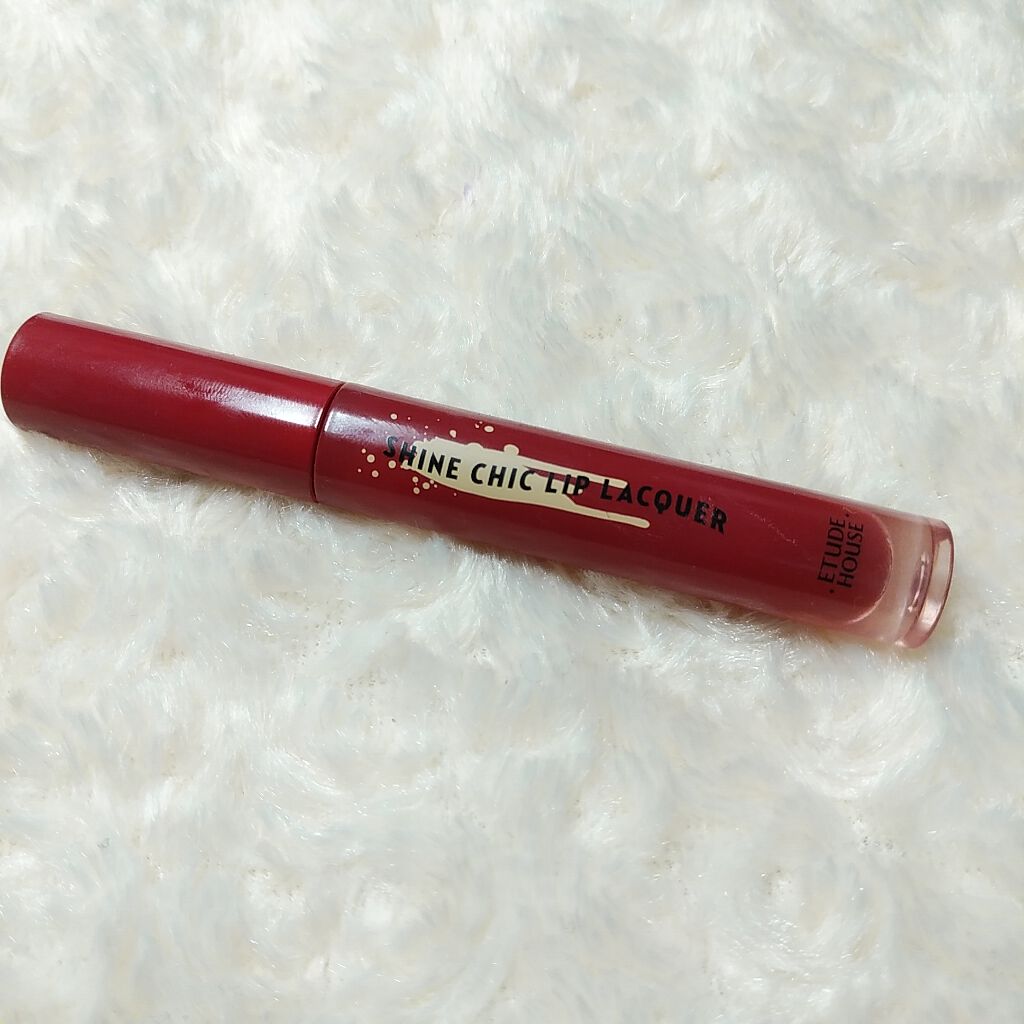 SHINE CHIC LIP LACQUER
·ETUDE·
HOUSE